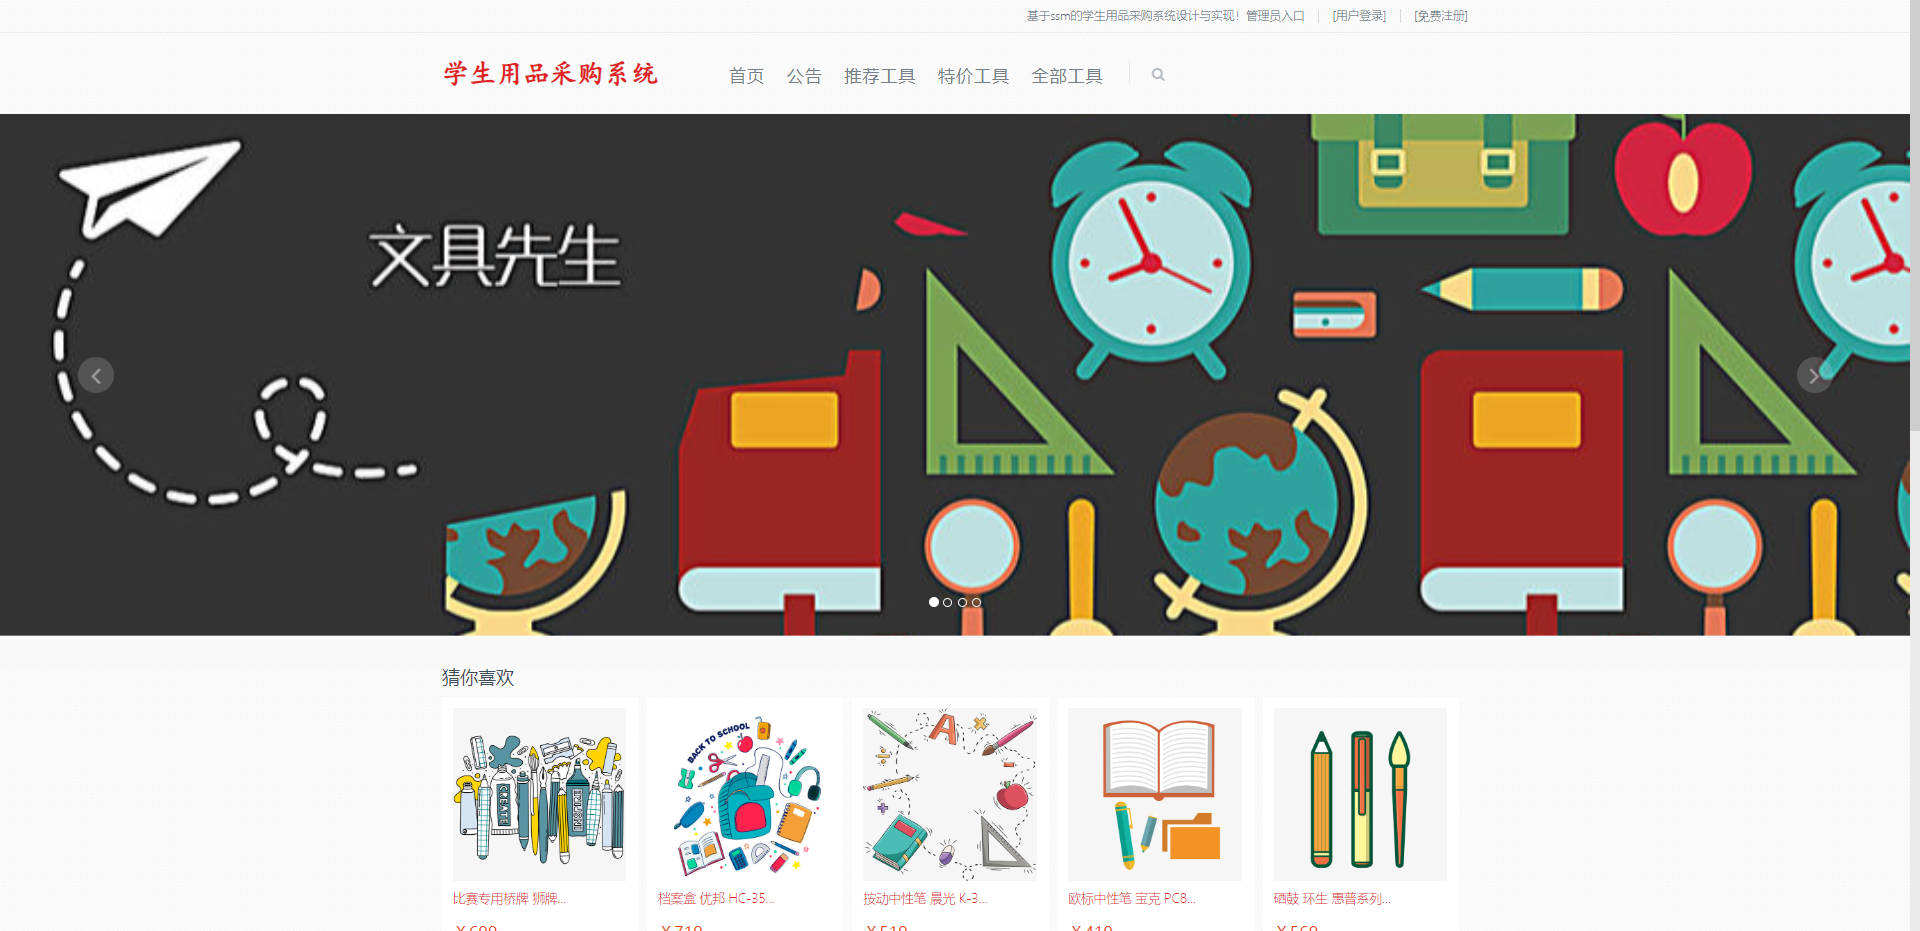 基于ssm的学生用品采购系统设计与实现！管理员入口 [用户登录] [免费注册]
学生用品采购系统 首页 公告 推荐工具 特价工具 全部工具
文具先生
猜你喜欢
BACK TO SCHOOL
A
CREATE
比赛专用桥牌 狮牌... 档案盒 优邦 HC-35... 按动中性笔 晨光 K-3... 欧标中性笔 宝克 PC8... 硒鼓 环生 惠普系列...